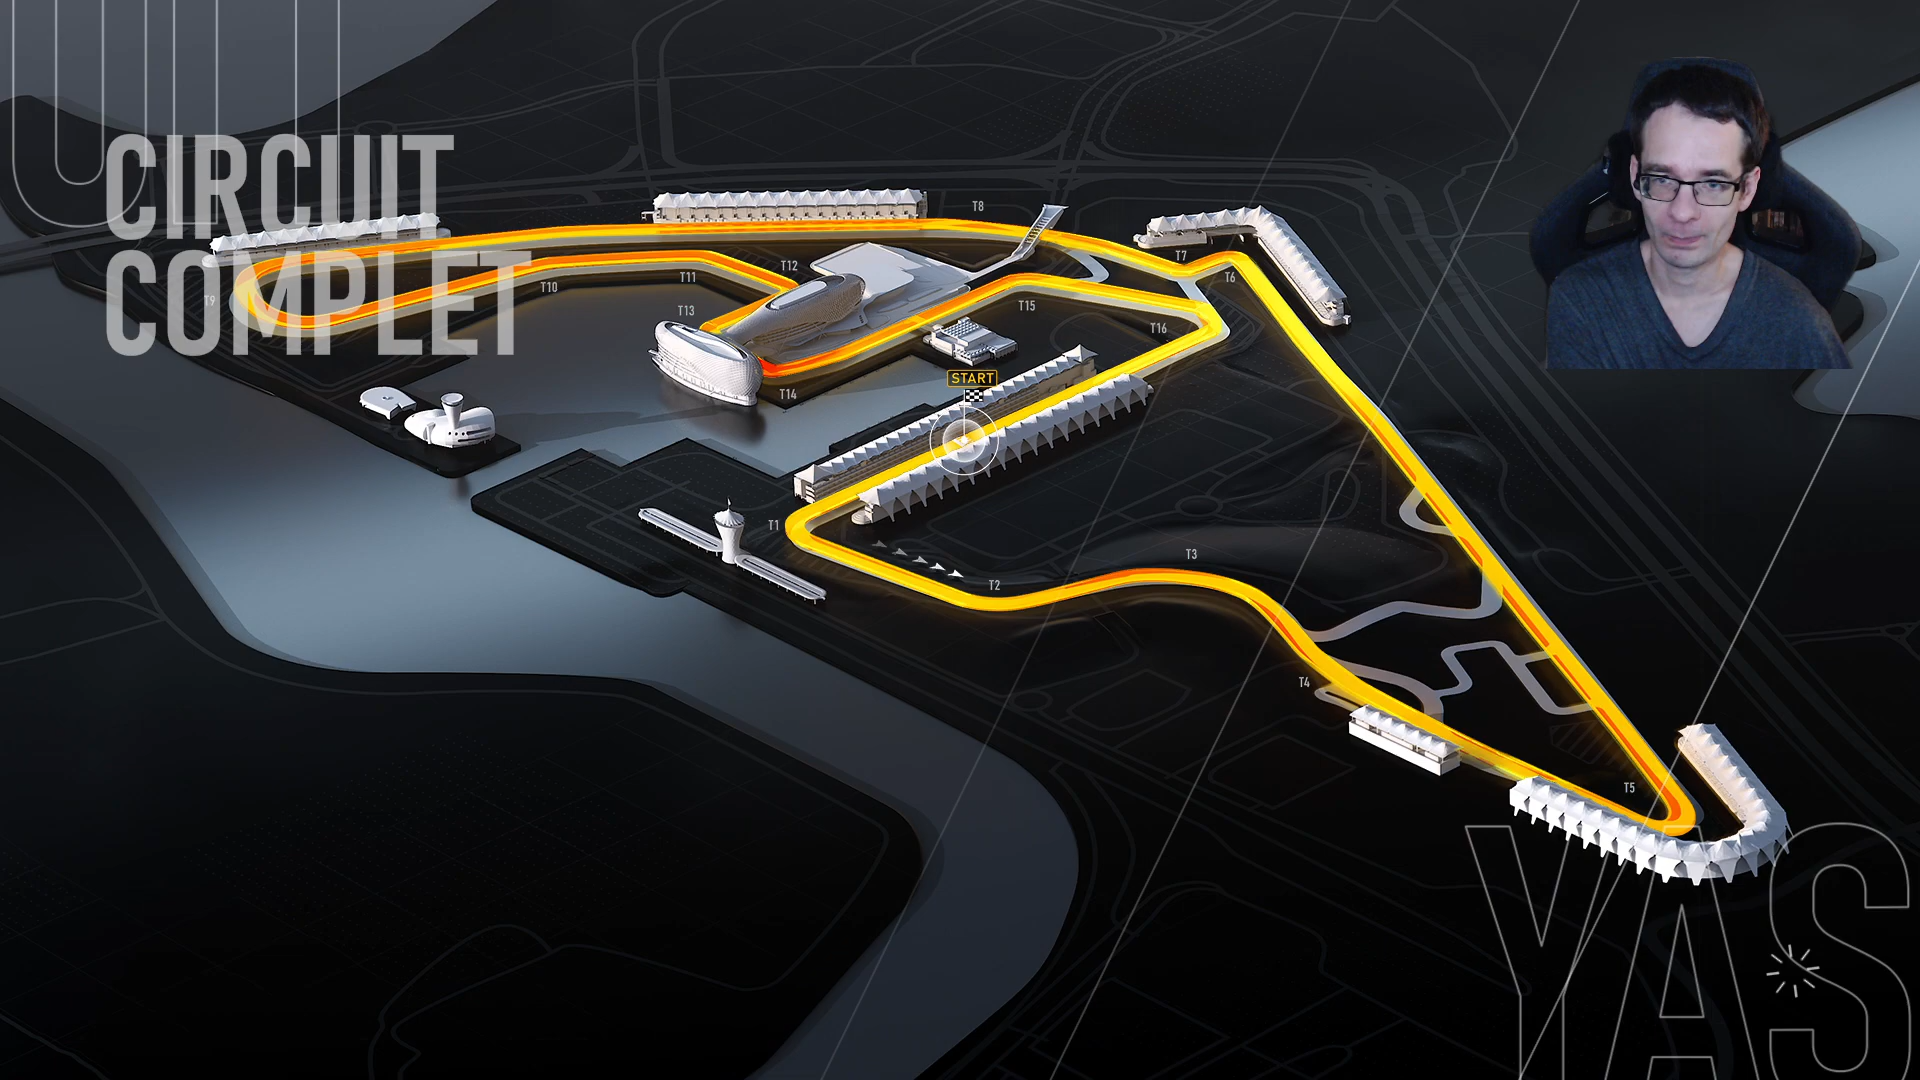 CIRCUIT
COMPLET
T8
T7
T6
T12
T11
T10
T9
T13
T15
T16
START
T14
T1
T3
T2
T4
T5
YAS